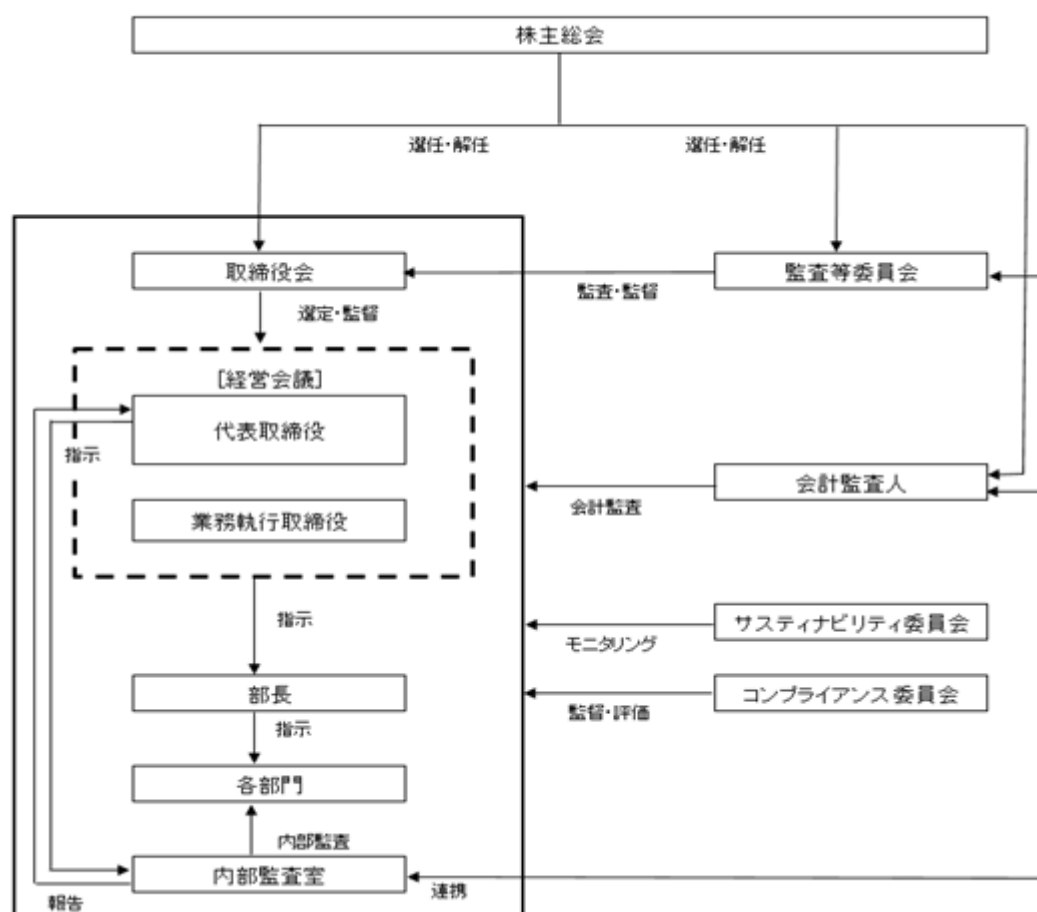 株主総会
選任・解任
選任・解任
取締役会
監査等委員会
監査・監督
選定・監督
[経営会議]
代表取締役
指示
業務執行取締役
会計監査人
会計監査
指示
サスティナビリティ委員会
モニタリング
部長
コンプライアンス委員会
監督・評価
指示
各部門
内部監査
内部監査室
連携
報告